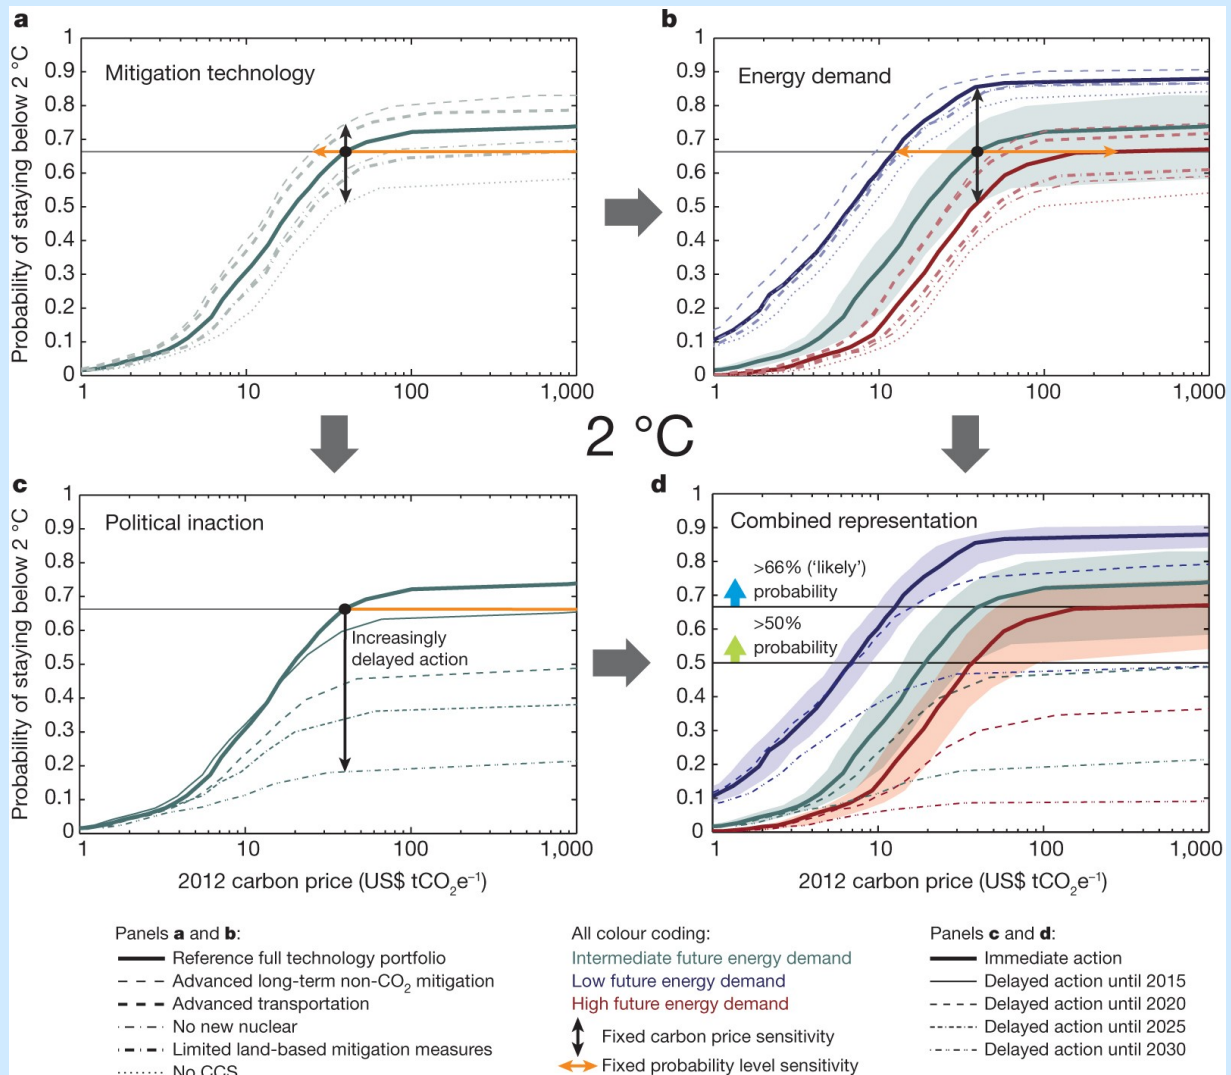 a
Mitigation technology
Probability of staying below 2 °C
1
0.9
0.8
0.7
0.6
0.5
0.4
0.3
0.2
0.1
0
1 10 100 1,000
b
Energy demand
1
0.9
0.8
0.7
0.6
0.5
0.4
0.3
0.2
0.1
0
1 10 100 1,000
2 °C
c
Political inaction
Probability of staying below 2 °C
1
0.9
0.8
0.7
0.6
0.5
0.4
0.3
0.2
0.1
0
Increasingly
delayed action
1 10 100 1,000
2012 carbon price (US$ tCO₂e⁻¹)
d
Combined representation
1
0.9
0.8
0.7
0.6
0.5
0.4
0.3
0.2
0.1
0
>66% (‘likely’)
probability
>50%
probability
1 10 100 1,000
2012 carbon price (US$ tCO₂e⁻¹)
Panels a and b:
Reference full technology portfolio
Advanced long-term non-CO₂ mitigation
Advanced transportation
No new nuclear
Limited land-based mitigation measures
No CCS
All colour coding:
Intermediate future energy demand
Low future energy demand
High future energy demand
Fixed carbon price sensitivity
Fixed probability level sensitivity
Panels c and d:
Immediate action
Delayed action until 2015
Delayed action until 2020
Delayed action until 2025
Delayed action until 2030